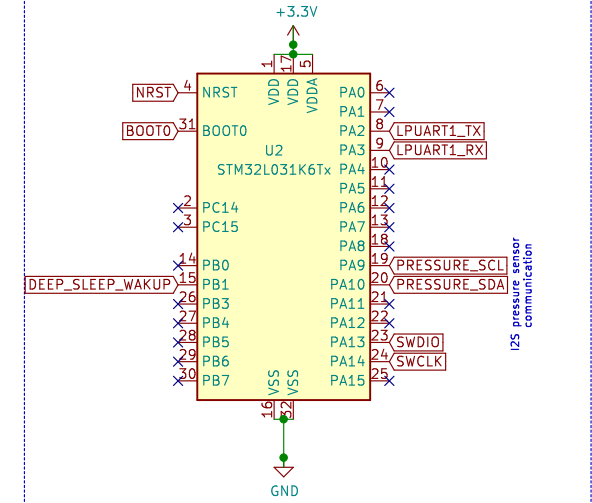 +3.3V
1 17 5
VDD VDD VDDA
NRST 4 NRST
BOOT0 31 BOOT0
U2
STM32L031K6Tx
2 PC14
3 PC15
14 PB0
DEEP_SLEEP_WAKUP 15 PB1
26 PB3
27 PB4
28 PB5
29 PB6
30 PB7
PA0 6
PA1 7
PA2 8 LPUART1_TX
PA3 9 LPUART1_RX
PA4 10
PA5 11
PA6 12
PA7 13
PA8 18
PA9 19 PRESSURE_SCL
PA10 20 PRESSURE_SDA
PA11 21
PA12 22
PA13 23 SWDIO
PA14 24 SWCLK
PA15 25
I2S pressure sensor
communication
VSS VSS
16 32
GND